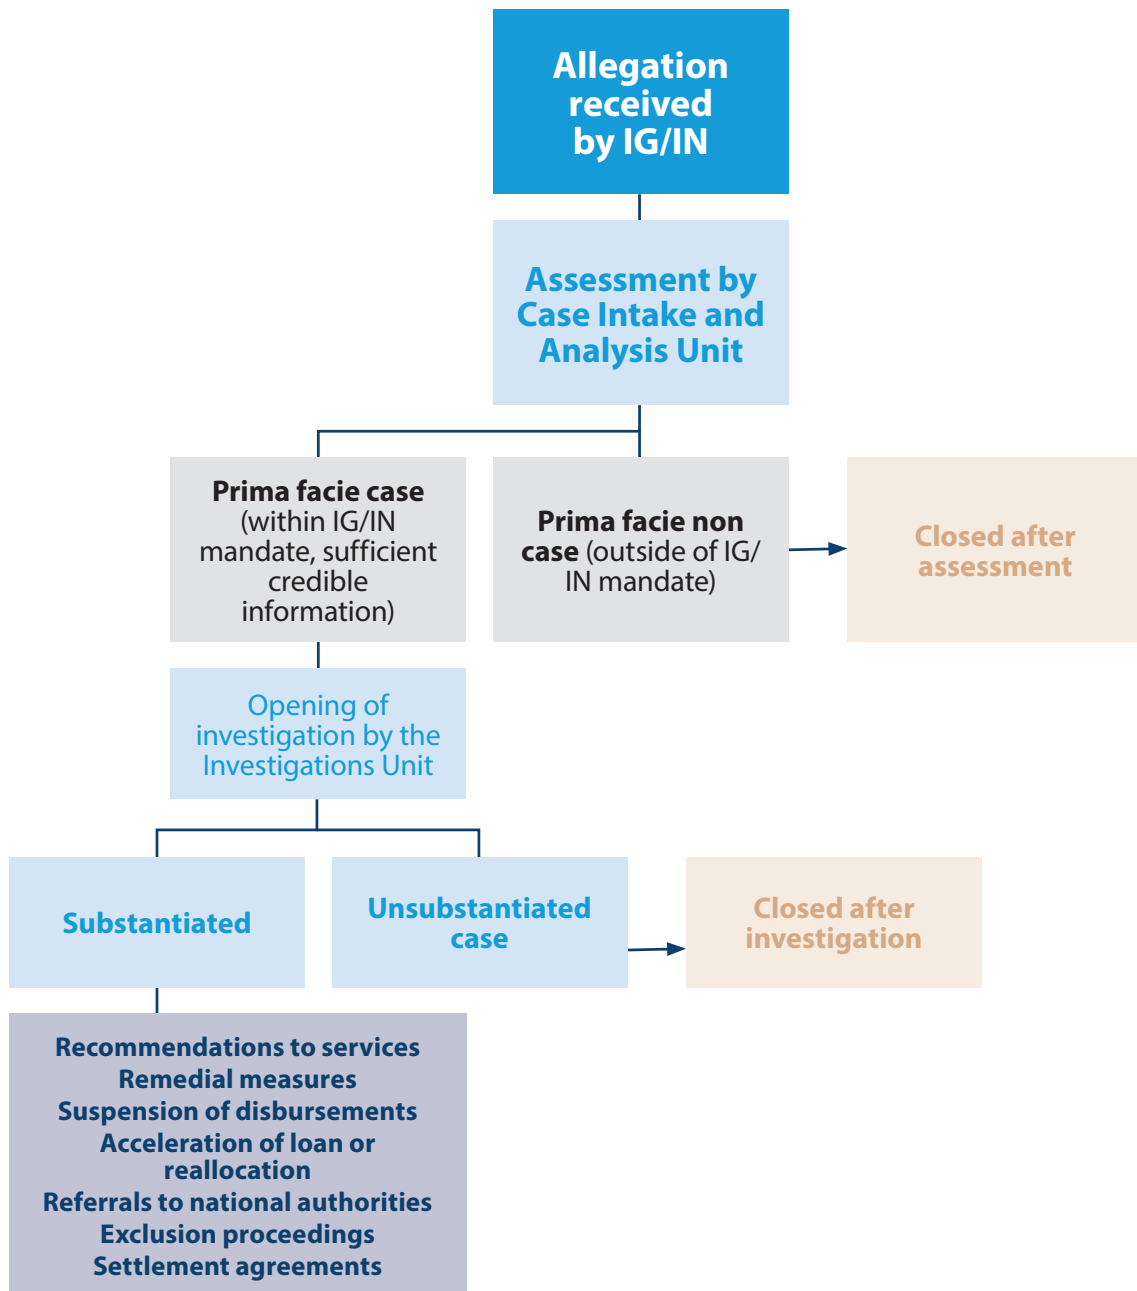 Allegation
received
by IG/IN
Assessment by
Case Intake and
Analysis Unit
Prima facie case
(within IG/IN
mandate, sufficient
credible
information)
Prima facie non
case (outside of IG/
IN mandate)
Closed after
assessment
Opening of
investigation by the
Investigations Unit
Substantiated
Unsubstantiated
case
Closed after
investigation
Recommendations to services
Remedial measures
Suspension of disbursements
Acceleration of loan or
reallocation
Referrals to national authorities
Exclusion proceedings
Settlement agreements